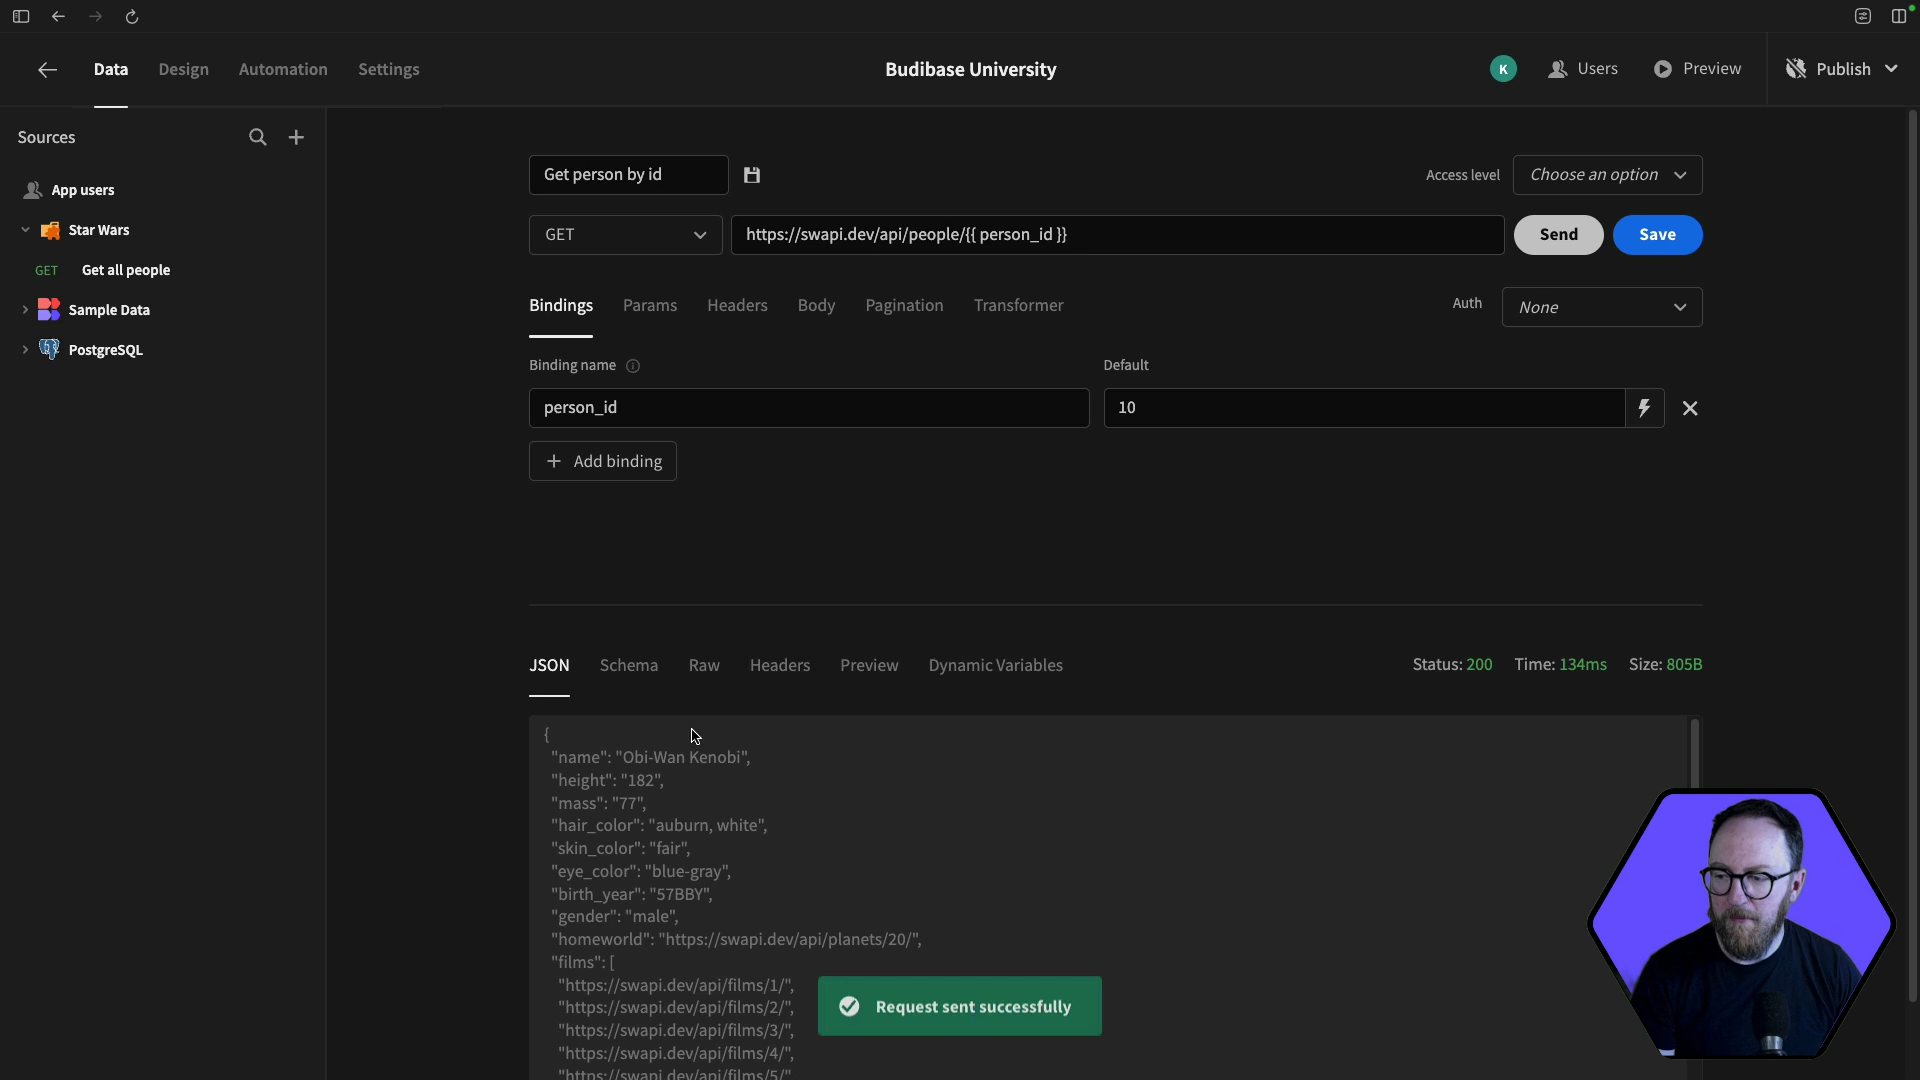 Data
Design
Automation
Settings
Budibase University
K
Users
Preview
Publish
Sources
App users
Star Wars
GET
Get all people
Sample Data
PostgreSQL
Get person by id
Access level
Choose an option
GET
https://swapi.dev/api/people/{{ person_id }}
Send
Save
Bindings
Params
Headers
Body
Pagination
Transformer
Auth
None
Binding name
Default
person_id
10
Add binding
JSON
Schema
Raw
Headers
Preview
Dynamic Variables
Status: 200
Time: 134ms
Size: 805B
{
"name": "Obi-Wan Kenobi",
"height": "182",
"mass": "77",
"hair_color": "auburn, white",
"skin_color": "fair",
"eye_color": "blue-gray",
"birth_year": "57BBY",
"gender": "male",
"homeworld": "https://swapi.dev/api/planets/20/",
"films": [
"https://swapi.dev/api/films/1/",
"https://swapi.dev/api/films/2/",
"https://swapi.dev/api/films/3/",
"https://swapi.dev/api/films/4/",
"https://swapi.dev/api/films/5/"
Request sent successfully